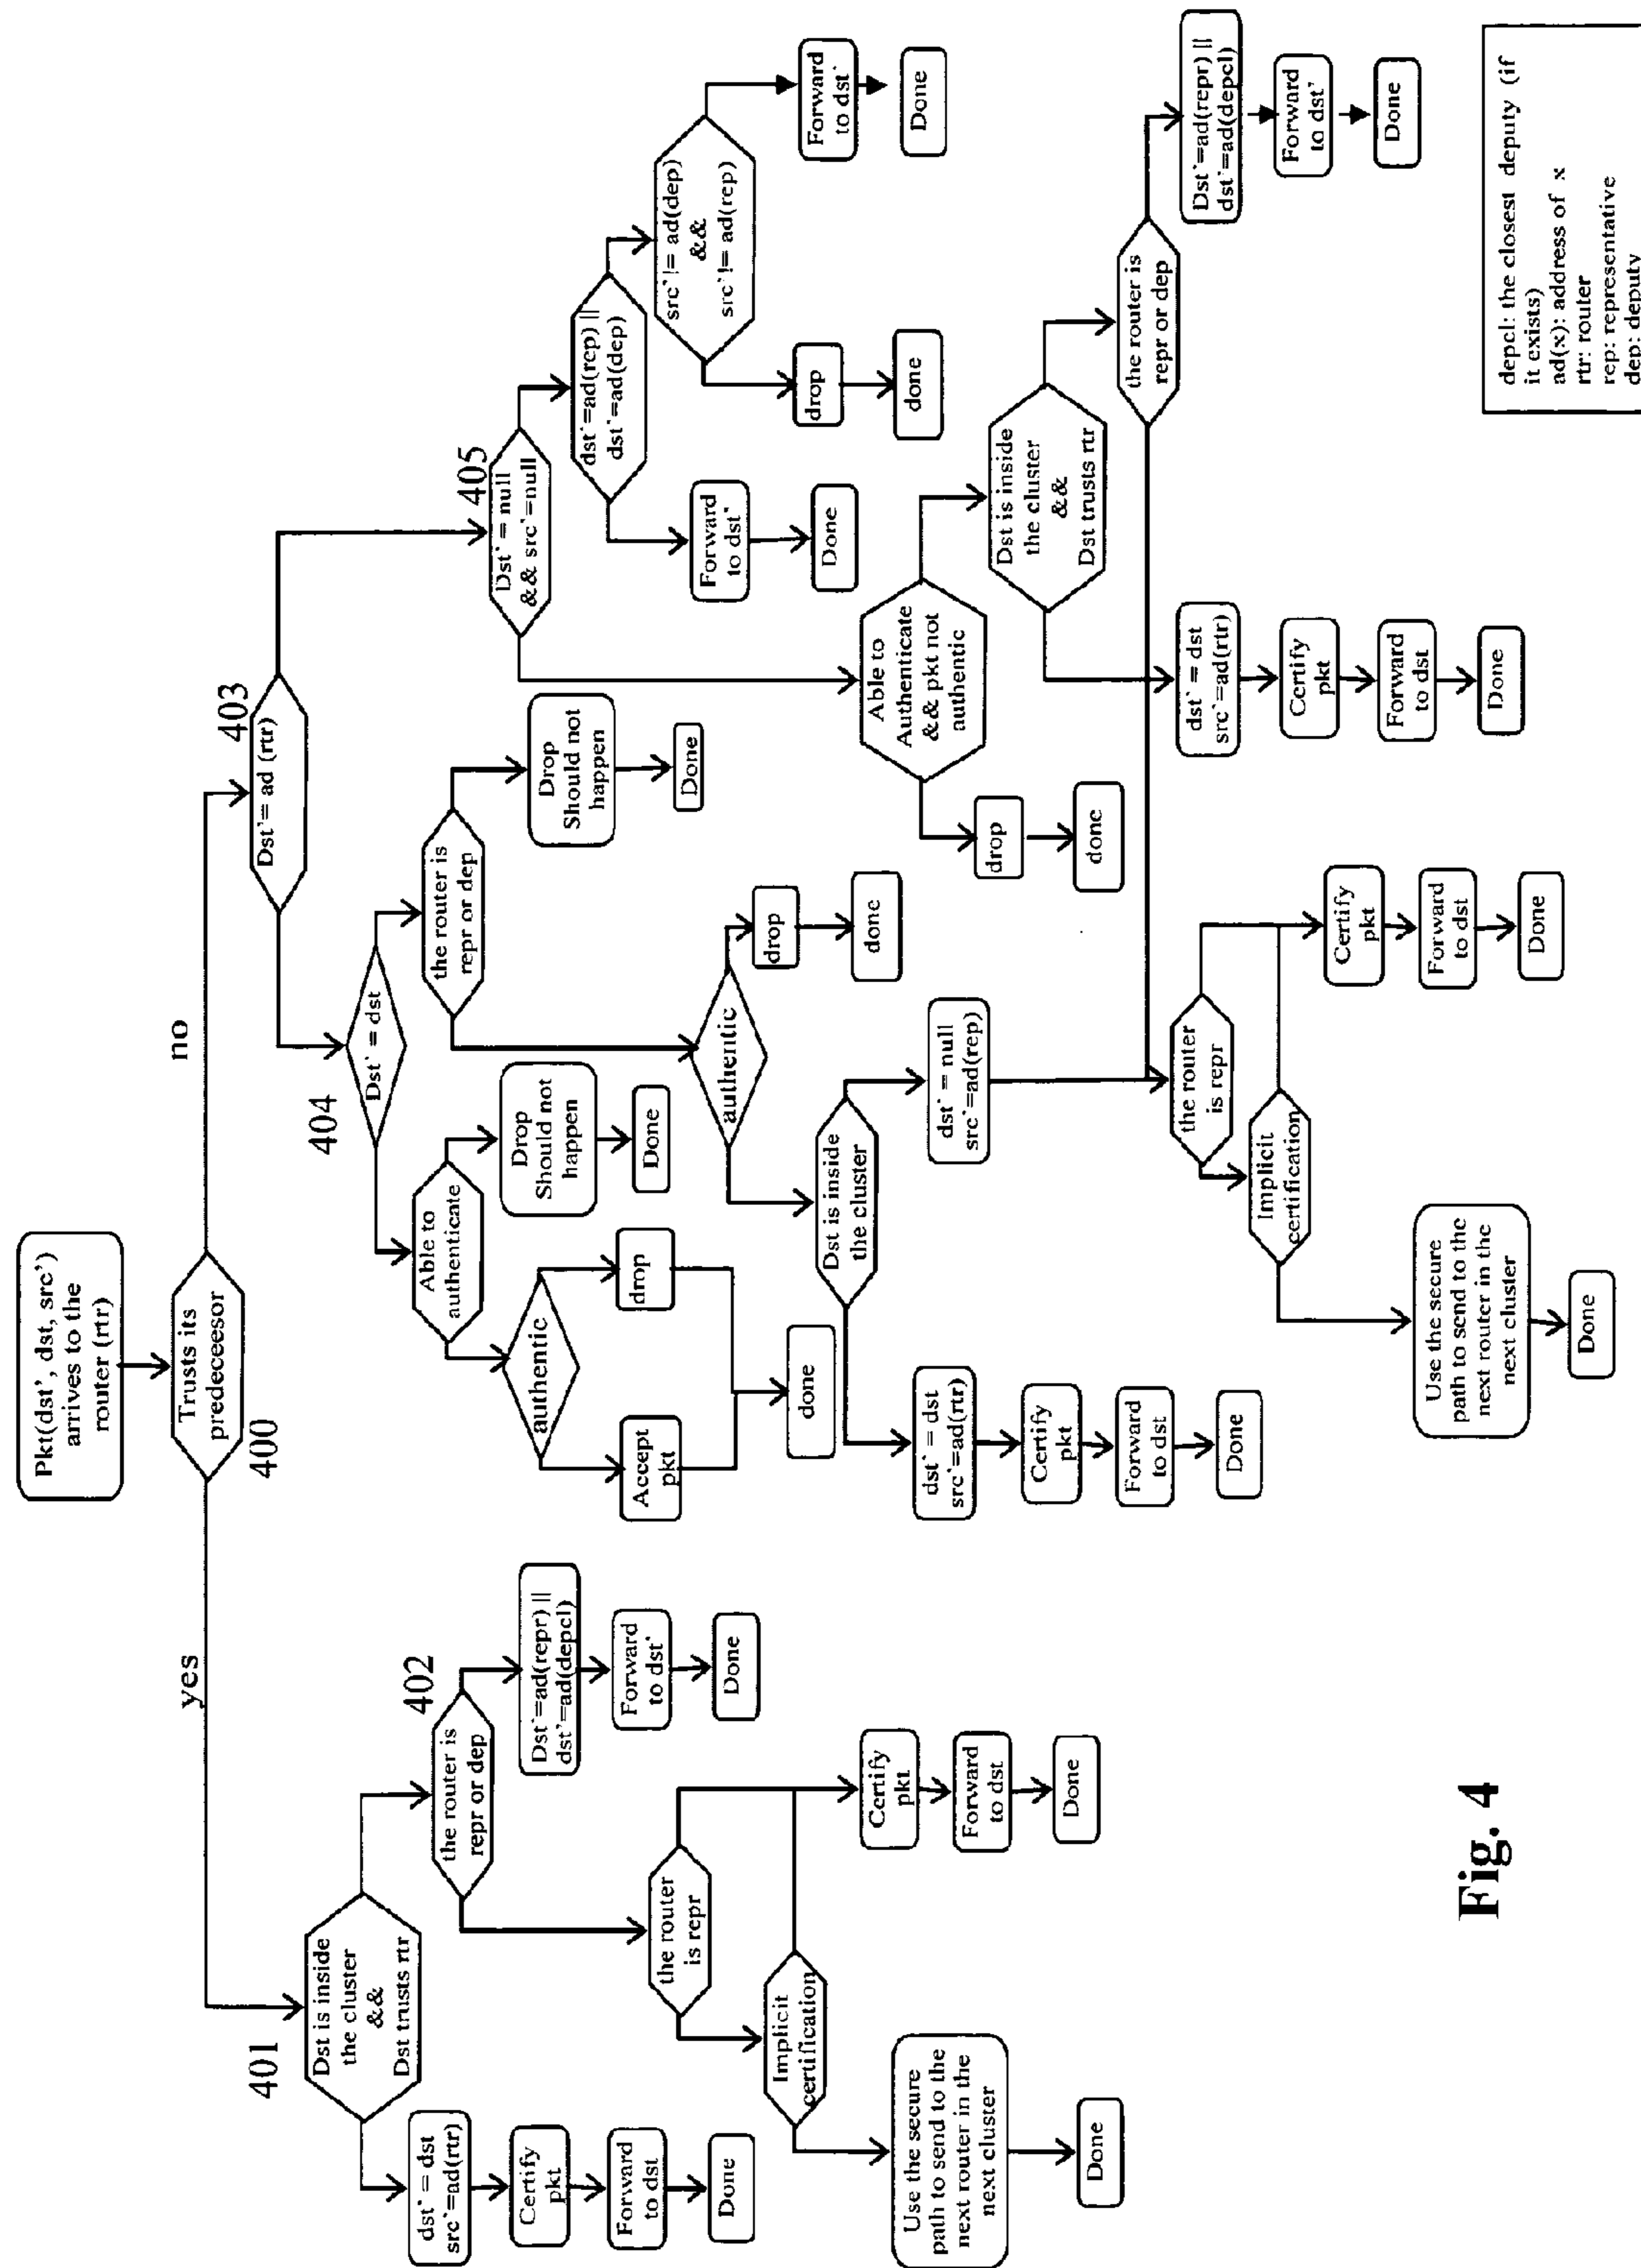 Pkt(dst', dst, src')
arrives to the
router (rtr)
Trusts its
predeceesor
400
yes
no
401
Dst is inside
the cluster
&&
Dst trusts rtr
dst` = dst
src`=ad(rtr)
Certify
pkt
Forward
to dst
Done
402
the router is
repr or dep
Dst`=ad(repr) ||
dst'=ad(depcl)
Forward
to dst`
Done
the router
is repr
Implicit
certification
Use the secure
path to send to the
next router in the
next cluster
Done
Certify
pkt
Forward
to dst
Done
403
Dst'= ad (rtr)
404
Dst` = dst
Able to
authenticate
authentic
Accept
pkt
drop
done
Drop
Should not
happen
Done
the router is
repr or dep
Drop
Should not
happen
Done
authentic
drop
done
Dst is inside
the cluster
dst` = dst
src`=ad(rtr)
Certify
pkt
Forward
to dst
Done
dst` = null
src`=ad(rep)
the router
is repr
Implicit
certification
Use the secure
path to send to the
next router in the
next cluster
Done
Certify
pkt
Forward
to dst
Done
405
Dst` = null
&& src`=null
dst`=ad(rep) ||
dst`=ad(dep)
Forward
to dst`
Done
src`!= ad(dep)
&&
src`!= ad(rep)
drop
done
Forward
to dst`
Done
Able to
Authenticate
&& pkt not
authentic
drop
done
Dst is inside
the cluster
&&
Dst trusts rtr
dst` = dst
src`=ad(rtr)
Certify
pkt
Forward
to dst
Done
the router is
repr or dep
Dst`=ad(repr) ||
dst`=ad(depcl)
Forward
to dst'
Done
depcl: the closest deputy (if
it exists)
ad(x): address of x
rtr: router
rep: representative
dep: deputy
Fig. 4